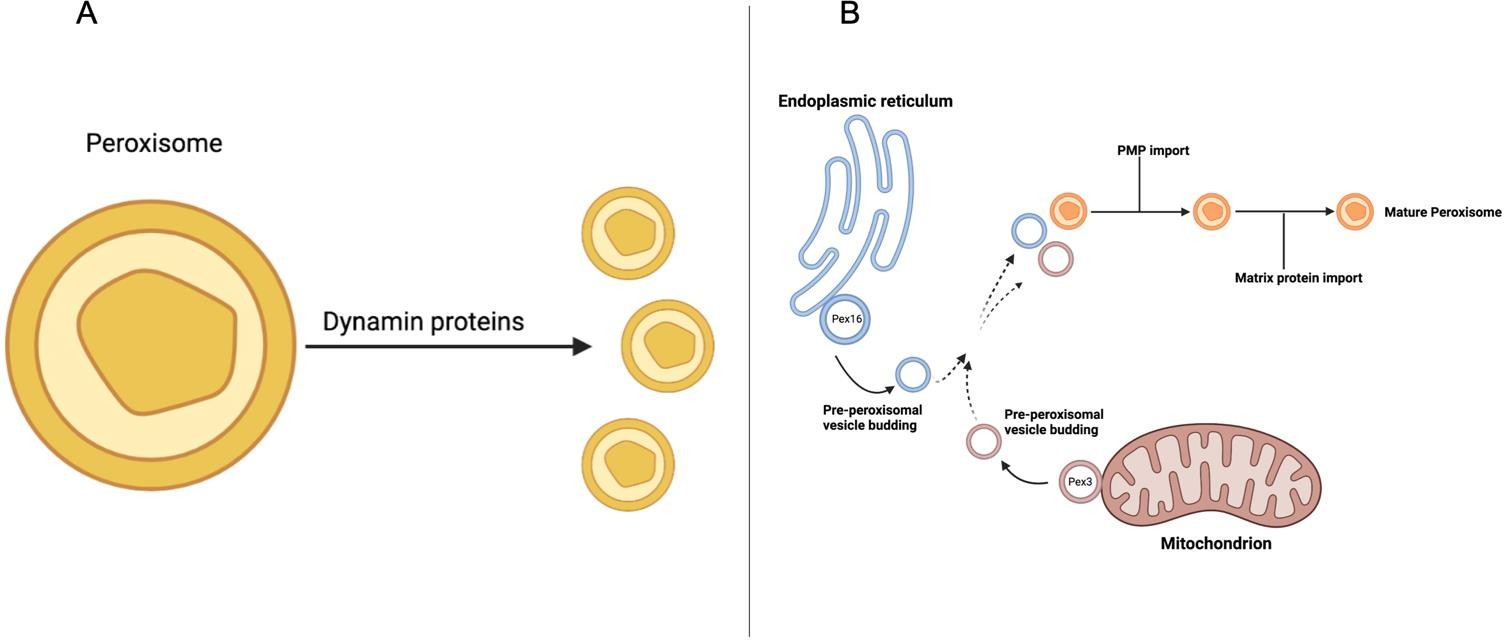 A
Peroxisome
Dynamin proteins
B
Endoplasmic reticulum
PMP import
Mature Peroxisome
Matrix protein import
Pex16
Pre-peroxisomal
vesicle budding
Pre-peroxisomal
vesicle budding
Pex3
Mitochondrion